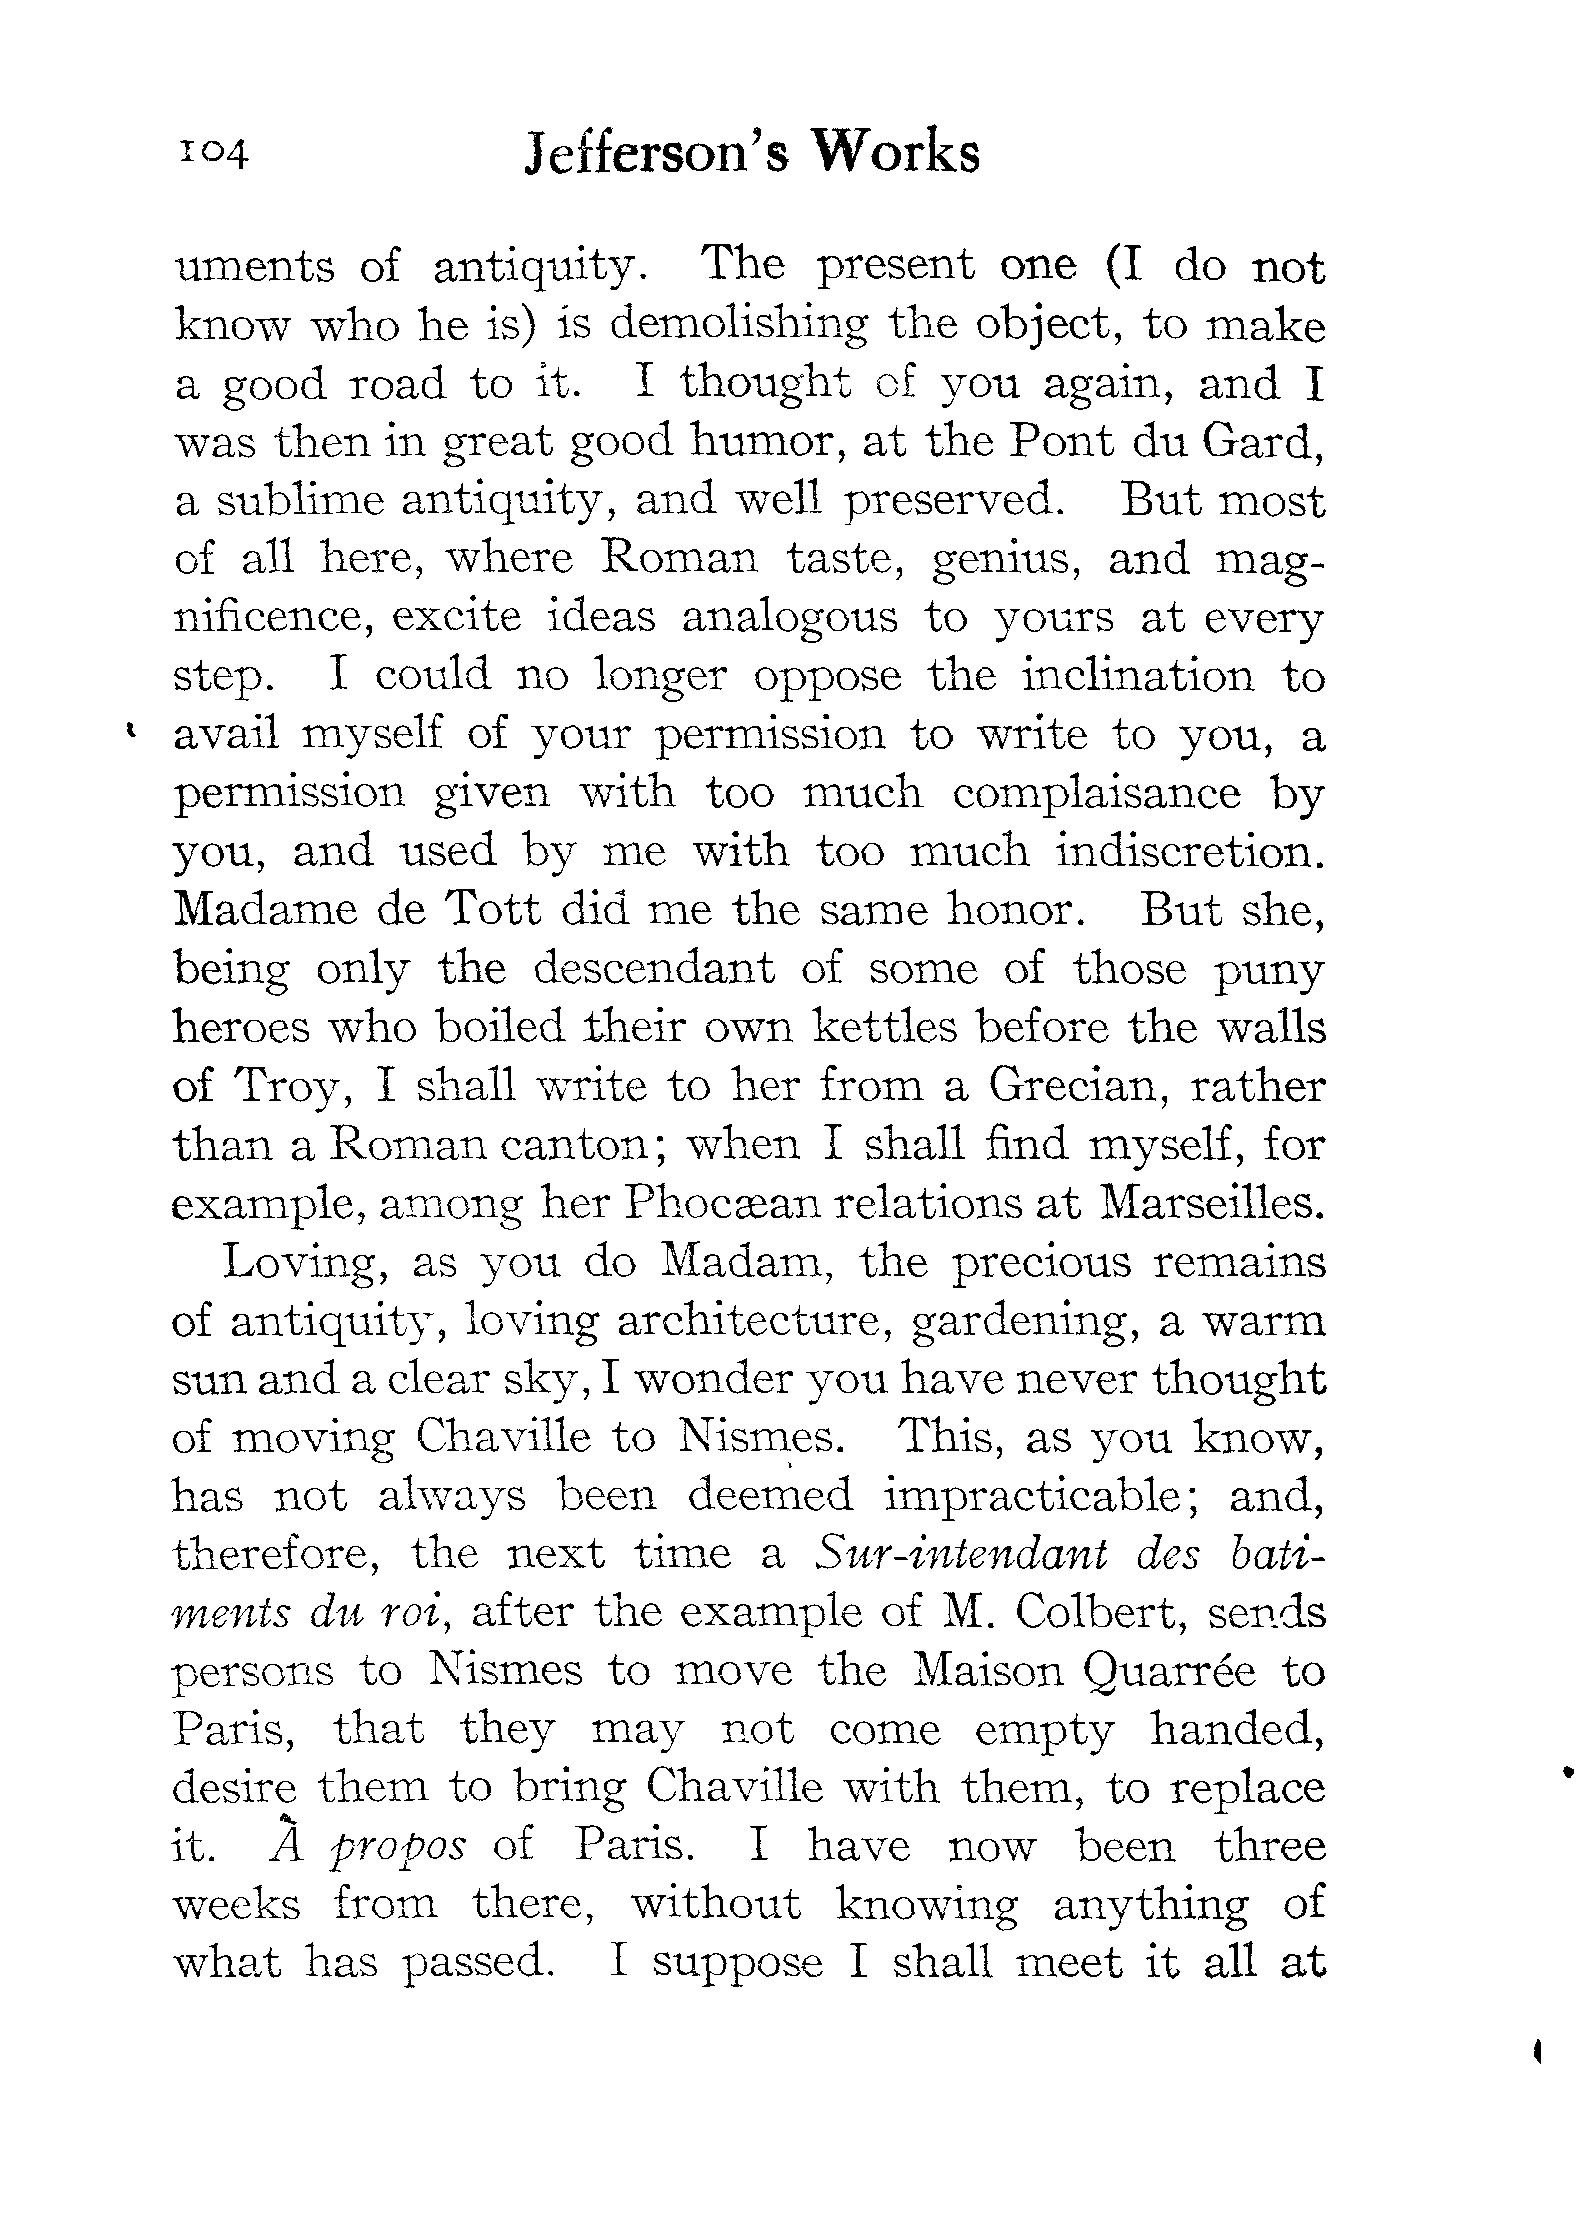 104 Jefferson's Works
uments of antiquity. The present one (I do not
know who he is) is demolishing the object, to make
a good road to it. I thought of you again, and I
was then in great good humor, at the Pont du Gard,
a sublime antiquity, and well preserved. But most
of all here, where Roman taste, genius, and mag-
nificence, excite ideas analogous to yours at every
step. I could no longer oppose the inclination to
avail myself of your permission to write to you, a
permission given with too much complaisance by
you, and used by me with too much indiscretion.
Madame de Tott did me the same honor. But she,
being only the descendant of some of those puny
heroes who boiled their own kettles before the walls
of Troy, I shall write to her from a Grecian, rather
than a Roman canton; when I shall find myself, for
example, among her Phocæan relations at Marseilles.
Loving, as you do Madam, the precious remains
of antiquity, loving architecture, gardening, a warm
sun and a clear sky, I wonder you have never thought
of moving Chaville to Nismes. This, as you know,
has not always been deemed impracticable; and,
therefore, the next time a Sur-intendant des bati-
ments du roi, after the example of M. Colbert, sends
persons to Nismes to move the Maison Quarrée to
Paris, that they may not come empty handed,
desire them to bring Chaville with them, to replace
it. À propos of Paris. I have now been three
weeks from there, without knowing anything of
what has passed. I suppose I shall meet it all at